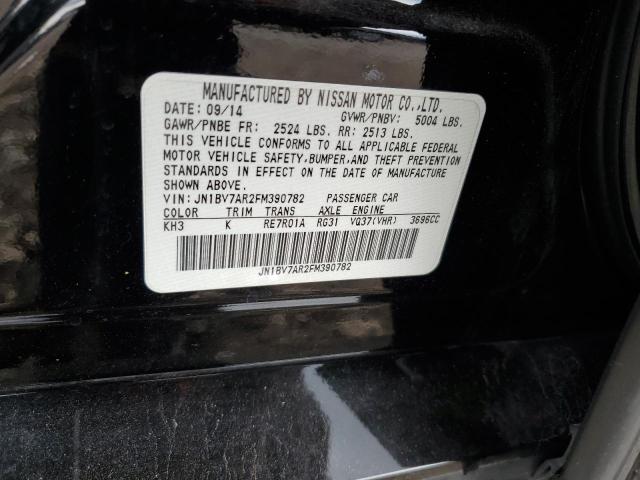 MANUFACTURED BY NISSAN MOTOR CO.,LTD.
DATE: 09/14 GVWR/PNBV: 5004 LBS.
GAWR/PNBE FR: 2524 LBS. RR: 2513 LBS.
THIS VEHICLE CONFORMS TO ALL APPLICABLE FEDERAL
MOTOR VEHICLE SAFETY,BUMPER,AND THEFT PREVENTION
STANDARDS IN EFFECT ON THE DATE OF MANUFACTURE
SHOWN ABOVE.
VIN: JN1BV7AR2FM390782 PASSENGER CAR
COLOR TRIM TRANS AXLE ENGINE
KH3 K RE7R01A RG31 VQ37(VHR) 3696CC
JN1BV7AR2FM390782